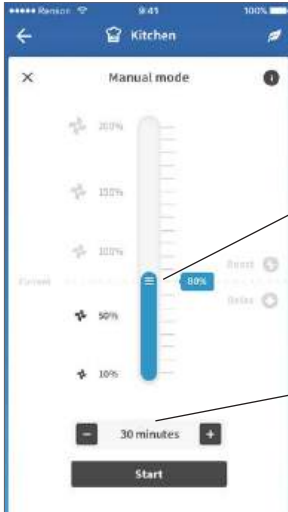 Renson 9:41 100%
Kitchen
Manual mode
200%
150%
100%
Boost
Current 80%
Relax
50%
10%
30 minutes
Start